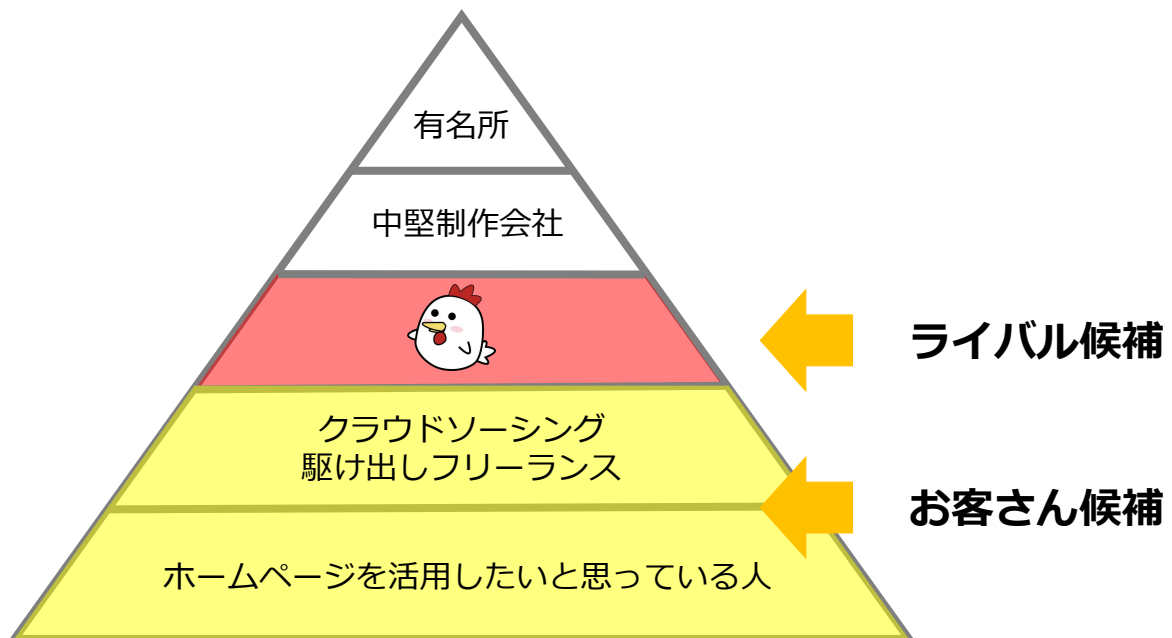 有名所
中堅制作会社
ライバル候補
クラウドソーシング
駆け出しフリーランス
お客さん候補
ホームページを活用したいと思っている人